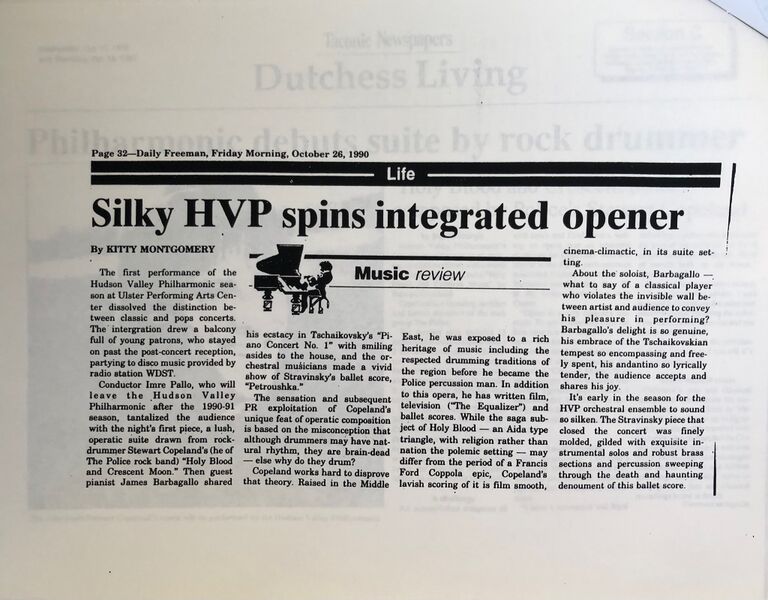 Taconic Newspapers
Section C
Dutchess Living
Philharmonic debuts suite by rock drummer
Page 32—Daily Freeman, Friday Morning, October 26, 1990
Life
Silky HVP spins integrated opener
By KITTY MONTGOMERY
Music review
The first performance of the
Hudson Valley Philharmonic sea-
son at Ulster Performing Arts Cen-
ter dissolved the distinction be-
tween classic and pops concerts.
The intergration drew a balcony
full of young patrons, who stayed
on past the post-concert reception,
partying to disco music provided by
radio station WDST.
Conductor Imre Pallo, who will
leave the Hudson Valley
Philharmonic after the 1990-91
season, tantalized the audience
with the night's first piece, a lush,
operatic suite drawn from rock-
drummer Stewart Copeland's (he of
The Police rock band) "Holy Blood
and Crescent Moon." Then guest
pianist James Barbagallo shared
his ecstacy in Tschaikovsky's "Pi-
ano Concert No. 1" with smiling
asides to the house, and the or-
chestral musicians made a vivid
show of Stravinsky's ballet score,
"Petroushka."
The sensation and subsequent
PR exploitation of Copeland's
unique feat of operatic composition
is based on the misconception that
although drummers may have nat-
ural rhythm, they are brain-dead
— else why do they drum?
Copeland works hard to disprove
that theory. Raised in the Middle
East, he was exposed to a rich
heritage of music including the
respected drumming traditions of
the region before he became the
Police percussion man. In addition
to this opera, he has written film,
television ("The Equalizer") and
ballet scores. While the saga sub-
ject of Holy Blood — an Aida type
triangle, with religion rather than
nation the polemic setting — may
differ from the period of a Francis
Ford Coppola epic, Copeland's
lavish scoring of it is film smooth,
cinema-climactic, in its suite set-
ting.
About the soloist, Barbagallo —
what to say of a classical player
who violates the invisible wall be-
tween artist and audience to convey
his pleasure in performing?
Barbagallo's delight is so genuine,
his embrace of the Tschaikovskian
tempest so encompassing and free-
ly spent, his andantino so lyrically
tender, the audience accepts and
shares his joy.
It's early in the season for the
HVP orchestral ensemble to sound
so silken. The Stravinsky piece that
closed the concert was finely
molded, gilded with exquisite in-
strumental solos and robust brass
sections and percussion sweeping
through the death and haunting
denoument of this ballet score.